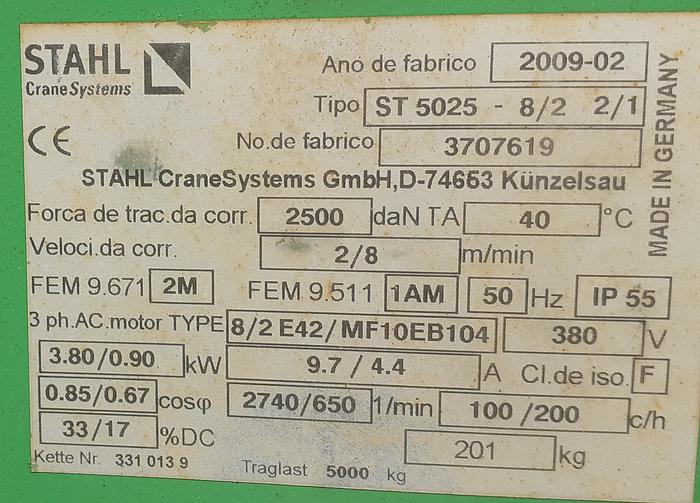 STAHL
CraneSystems
Ano de fabrico 2009-02
Tipo ST 5025 - 8/2 2/1
CE
No.de fabrico 3707619
MADE IN GERMANY
STAHL CraneSystems GmbH,D-74653 Künzelsau
Forca de trac.da corr. 2500 daN TA 40 °C
Veloci.da corr. 2/8 m/min
FEM 9.671 2M FEM 9.511 1AM 50 Hz IP 55
3 ph.AC.motor TYPE 8/2 E42/MF10EB104 380 V
3.80/0.90 kW 9.7 / 4.4 A Cl.de iso. F
0.85/0.67 cosφ 2740/650 1/min 100/200 c/h
33/17 %DC 201 kg
Kette Nr. 331 013 9 Traglast 5000 kg